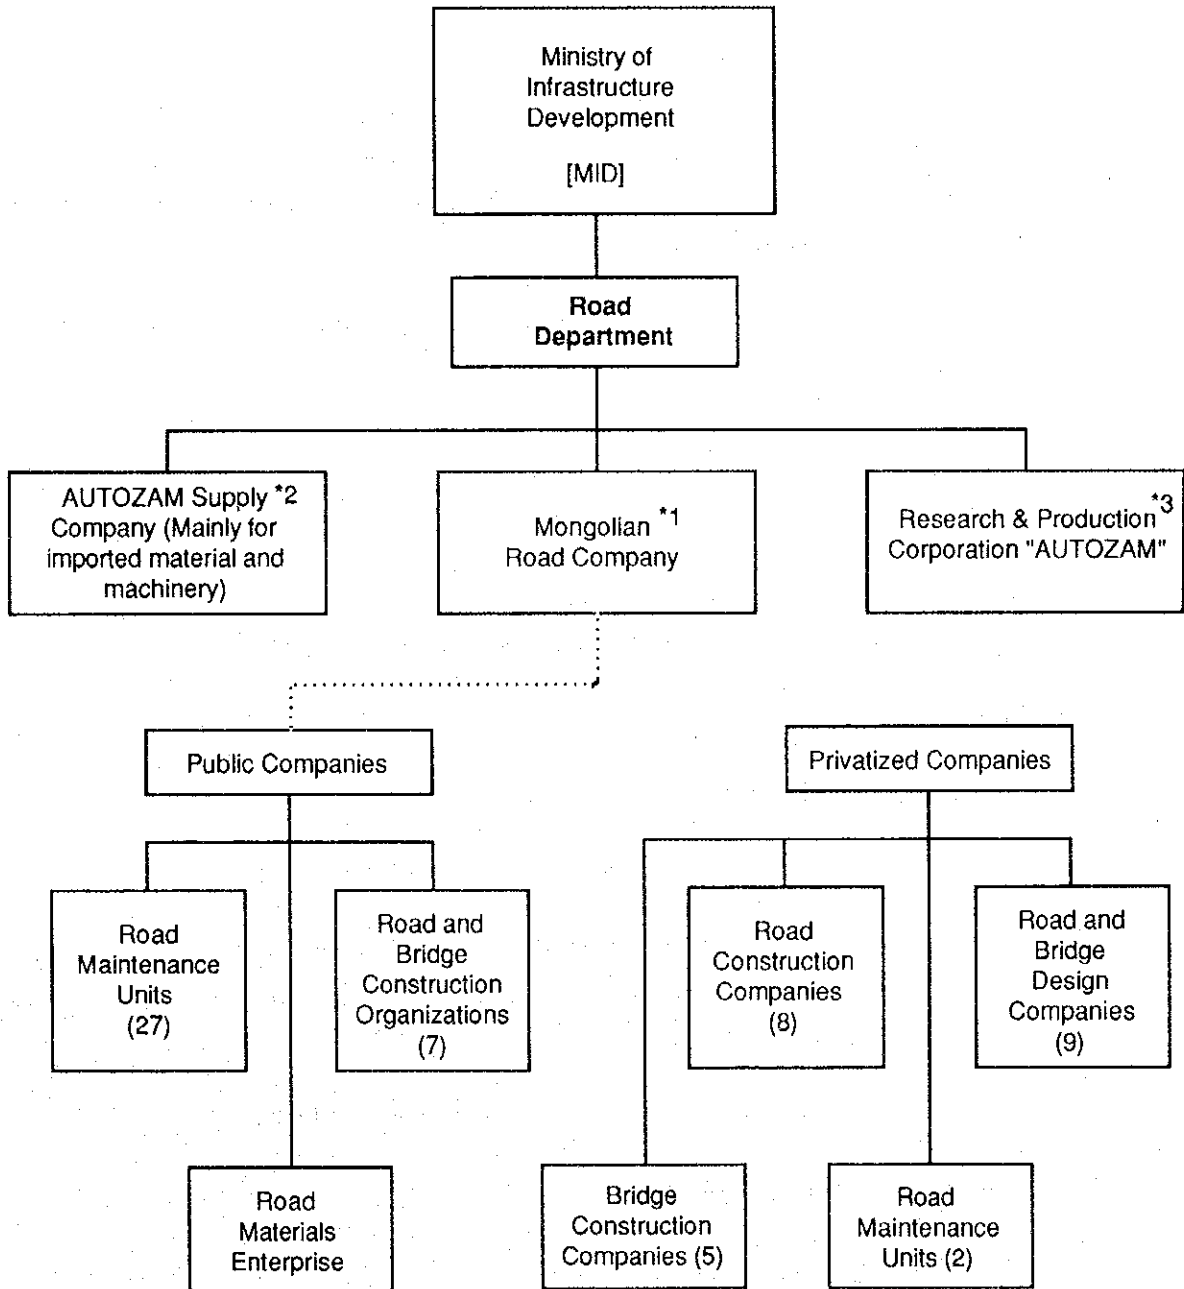 Ministry of
Infrastructure
Development
[MID]
Road
Department
AUTOZAM Supply *2
Company (Mainly for
imported material and
machinery)
Mongolian *1
Road Company
Research & Production *3
Corporation "AUTOZAM"
Public Companies
Privatized Companies
Road
Maintenance
Units
(27)
Road and
Bridge
Construction
Organizations
(7)
Road
Construction
Companies
(8)
Road and
Bridge
Design
Companies
(9)
Road
Materials
Enterprise
Bridge
Construction
Companies (5)
Road
Maintenance
Units (2)